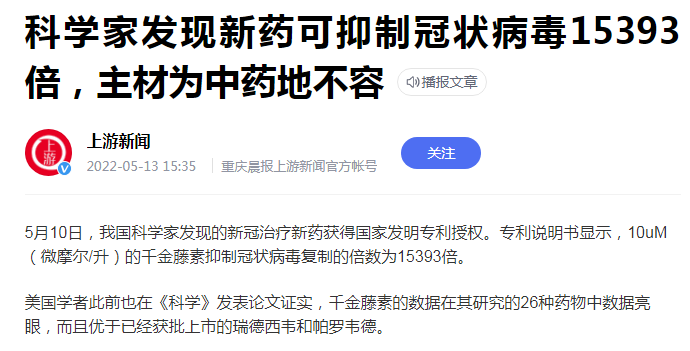 科学家发现新药可抑制冠状病毒15393
倍，主材为中药地不容
播报文章
上游
上游新闻
2022-05-13 15:35
重庆晨报上游新闻官方帐号
关注
5月10日，我国科学家发现的新冠治疗新药获得国家发明专利授权。专利说明书显示，10uM
（微摩尔/升）的千金藤素抑制冠状病毒复制的倍数为15393倍。
美国学者此前也在《科学》发表论文证实，千金藤素的数据在其研究的26种药物中数据亮
眼，而且优于已经获批上市的瑞德西韦和帕罗韦德。